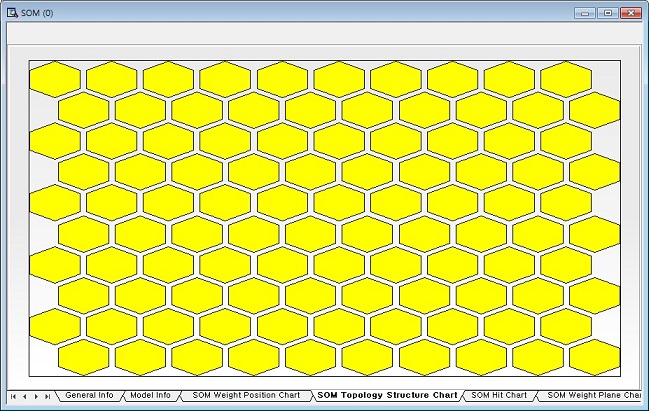 SOM (0)
General Info Model Info SOM Weight Position Chart SOM Topology Structure Chart SOM Hit Chart SOM Weight Plane Char